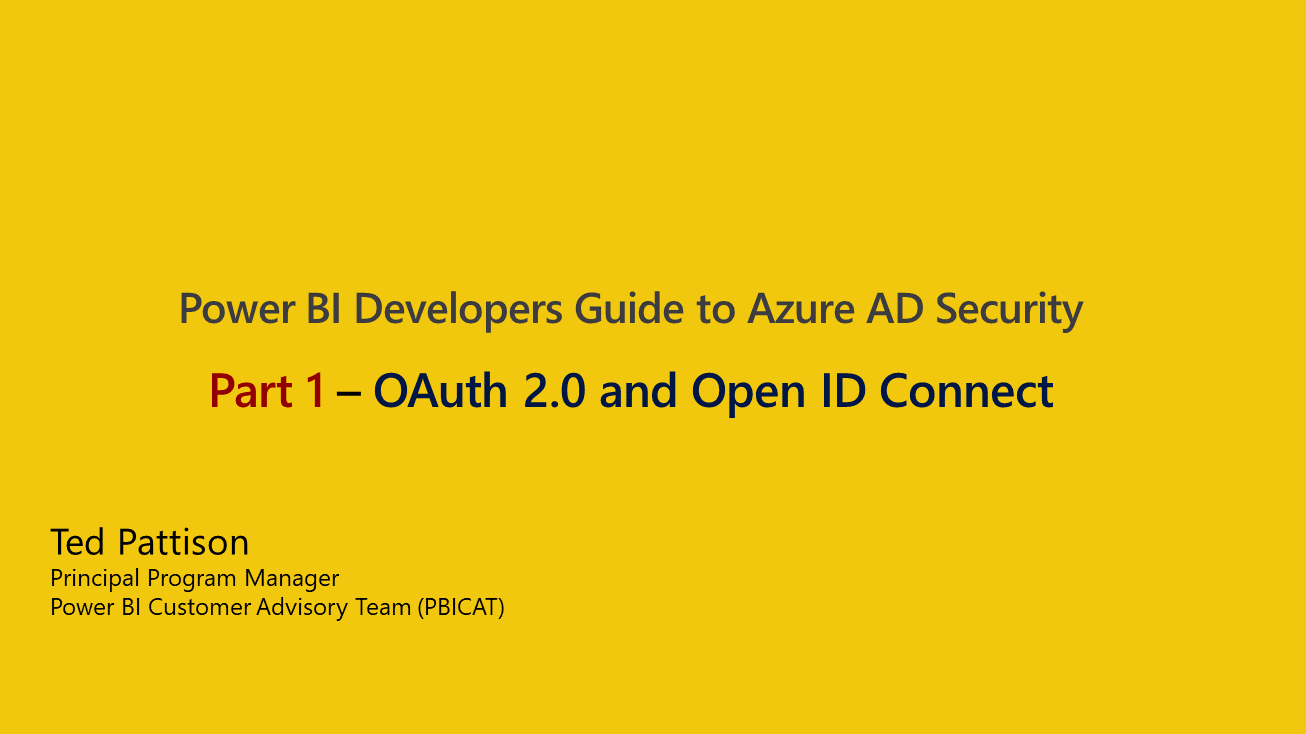 Power BI Developers Guide to Azure AD Security
Part 1 – OAuth 2.0 and Open ID Connect
Ted Pattison
Principal Program Manager
Power BI Customer Advisory Team (PBICAT)